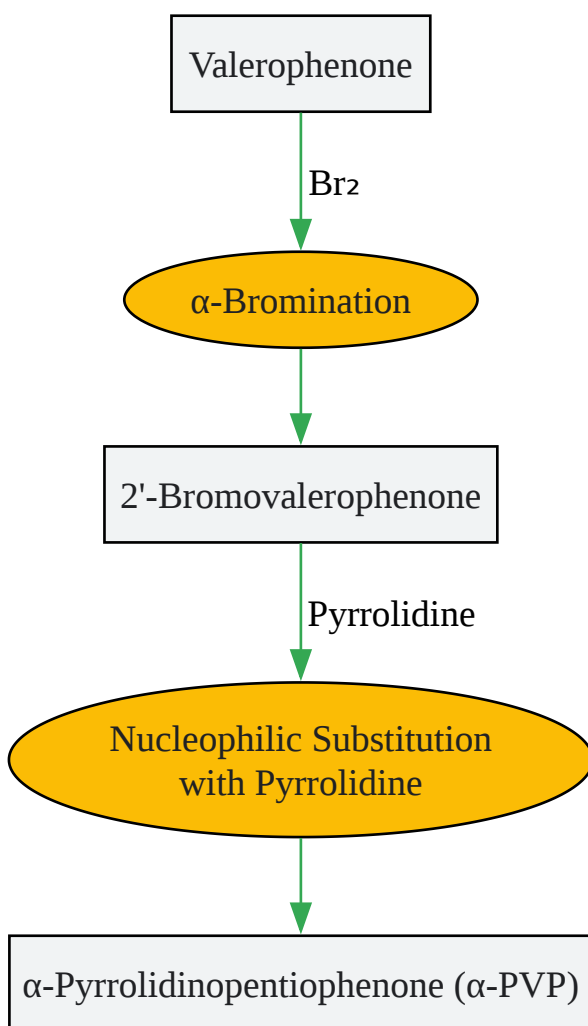 Valerophenone
Br₂
α-Bromination
2'-Bromovalerophenone
Pyrrolidine
Nucleophilic Substitution
with Pyrrolidine
α-Pyrrolidinopentiophenone (α-PVP)